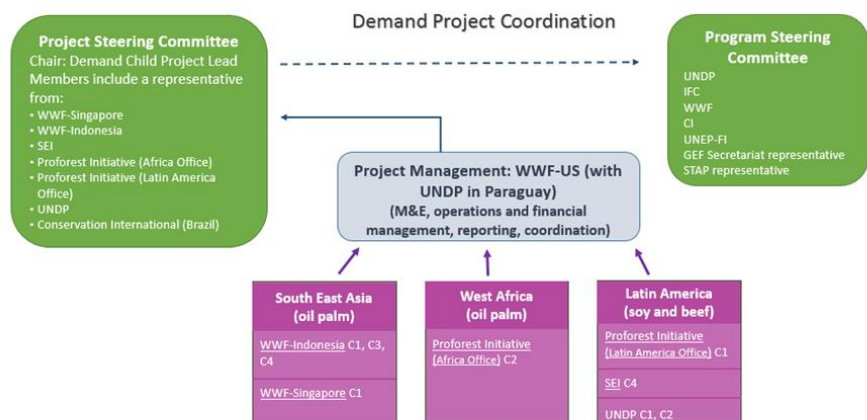 Demand Project Coordination
Project Steering Committee
Chair: Demand Child Project Lead
Members include a representative
from:
• WWF-Singapore
• WWF-Indonesia
• SEI
• Proforest Initiative (Africa Office)
• Proforest Initiative (Latin America
Office)
• UNDP
• Conservation International (Brazil)
Program Steering
Committee
UNDP
IFC
WWF
CI
UNEP-FI
GEF Secretariat representative
STAP representative
Project Management: WWF-US (with
UNDP in Paraguay)
(M&E, operations and financial
management, reporting, coordination)
South East Asia
(oil palm)
WWF-Indonesia C1, C3,
C4
WWF-Singapore C1
West Africa
(oil palm)
Proforest Initiative
(Africa Office) C2
Latin America
(soy and beef)
Proforest Initiative
(Latin America Office) C1
SEI C4
UNDP C1, C2